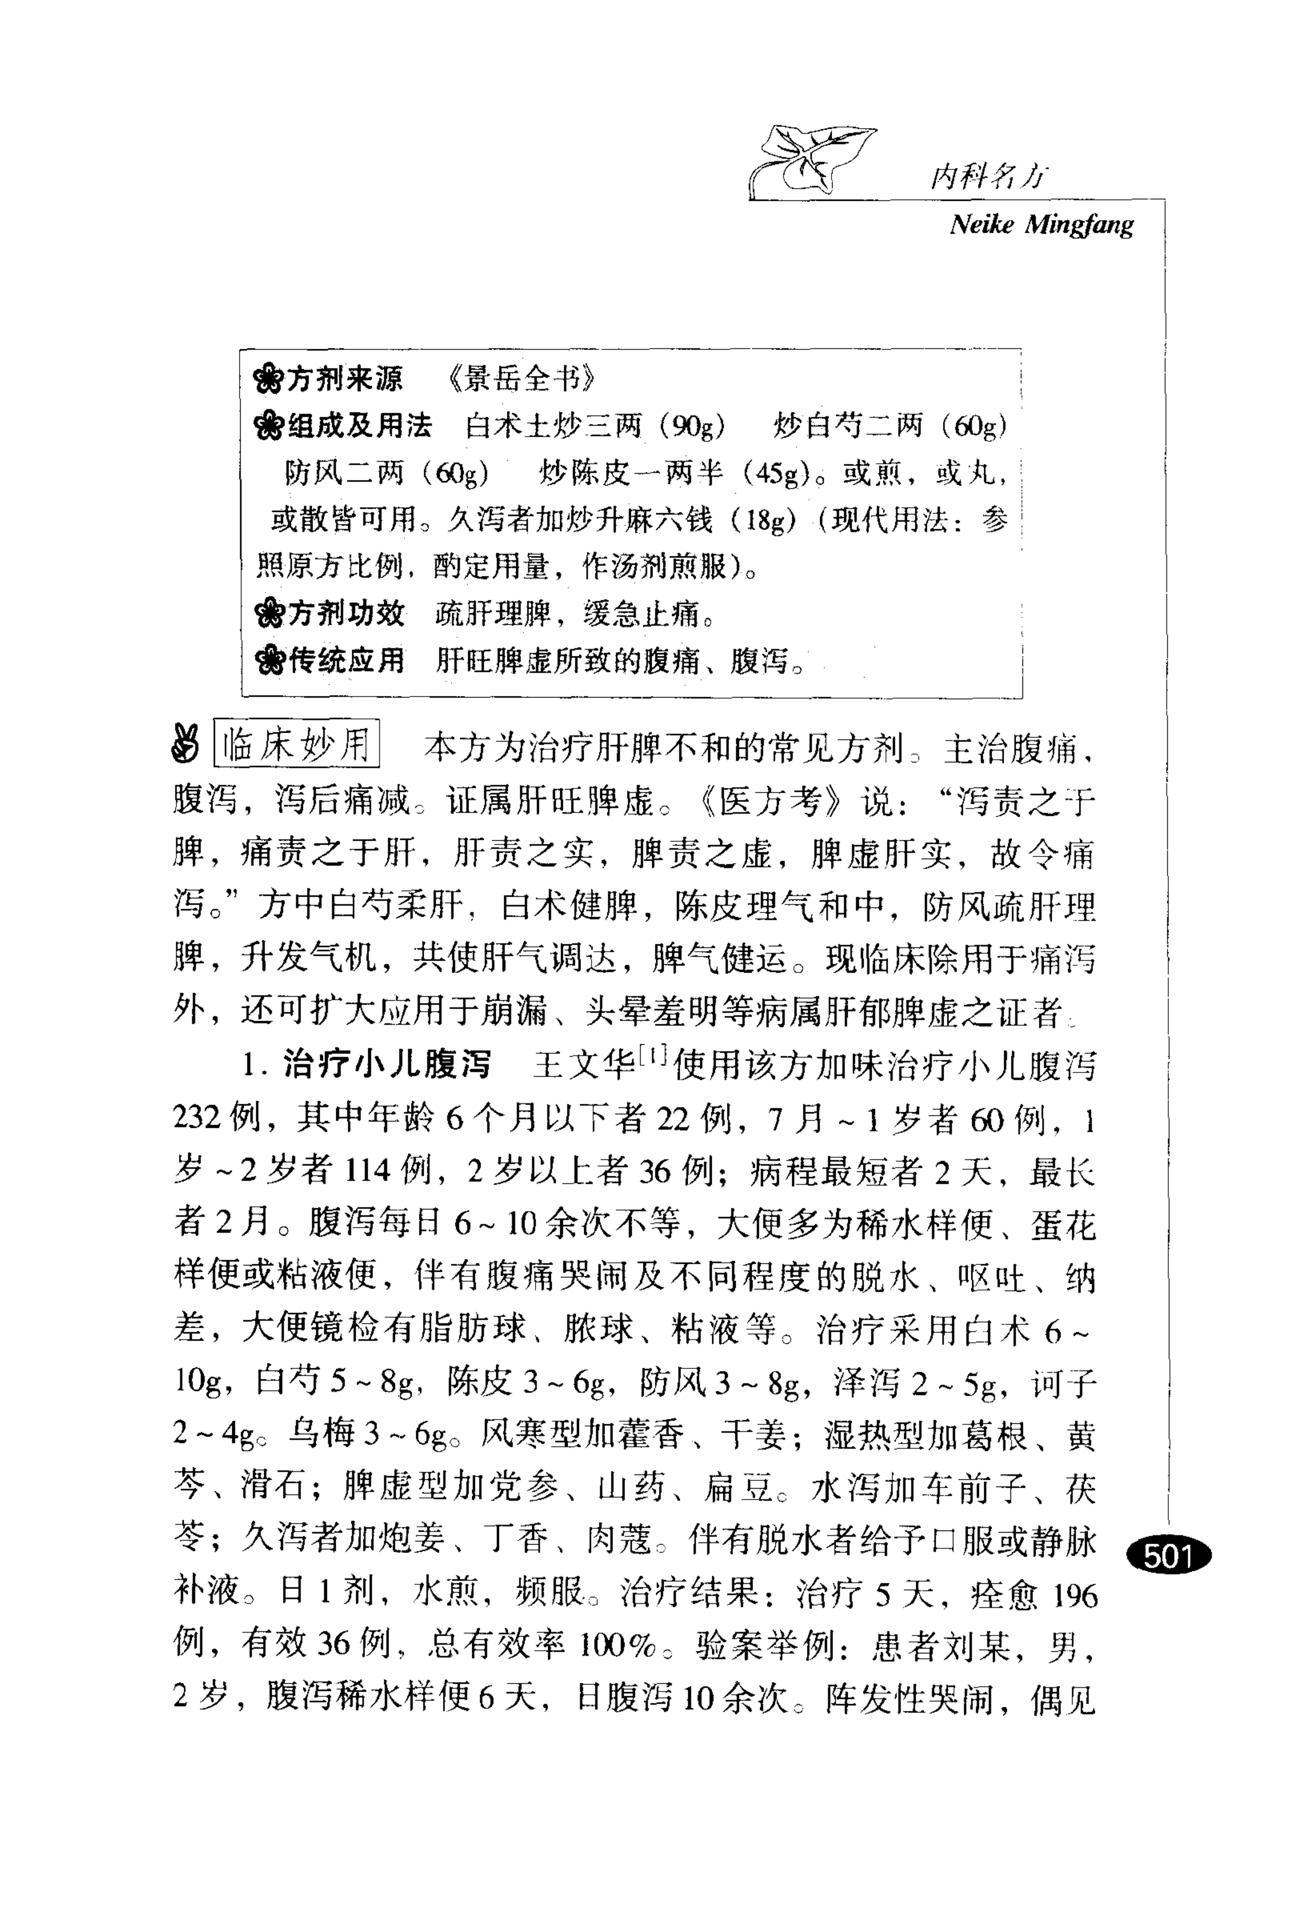 内科名方
Neike Mingfang
方剂来源 《景岳全书》
组成及用法 白术土炒三两（90g） 炒白芍二两（60g）
防风二两（60g） 炒陈皮一两半（45g）。或煎，或丸，
或散皆可用。久泻者加炒升麻六钱（18g）（现代用法：参
照原方比例，酌定用量，作汤剂煎服）。
方剂功效 疏肝理脾，缓急止痛。
传统应用 肝旺脾虚所致的腹痛、腹泻。
临床妙用 本方为治疗肝脾不和的常见方剂。主治腹痛，
腹泻，泻后痛减。证属肝旺脾虚。《医方考》说：“泻责之于
脾，痛责之于肝，肝责之实，脾责之虚，脾虚肝实，故令痛
泻。”方中白芍柔肝，白术健脾，陈皮理气和中，防风疏肝理
脾，升发气机，共使肝气调达，脾气健运。现临床除用于痛泻
外，还可扩大应用于崩漏、头晕羞明等病属肝郁脾虚之证者。
1. 治疗小儿腹泻 王文华[1]使用该方加味治疗小儿腹泻
232例，其中年龄6个月以下者22例，7月~1岁者60例，1
岁~2岁者114例，2岁以上者36例；病程最短者2天，最长
者2月。腹泻每日6~10余次不等，大便多为稀水样便、蛋花
样便或粘液便，伴有腹痛哭闹及不同程度的脱水、呕吐、纳
差，大便镜检有脂肪球、脓球、粘液等。治疗采用白术6~
10g，白芍5~8g，陈皮3~6g，防风3~8g，泽泻2~5g，诃子
2~4g。乌梅3~6g。风寒型加藿香、干姜；湿热型加葛根、黄
芩、滑石；脾虚型加党参、山药、扁豆。水泻加车前子、茯
苓；久泻者加炮姜、丁香、肉蔻。伴有脱水者给予口服或静脉
补液。日1剂，水煎，频服。治疗结果：治疗5天，痊愈196
例，有效36例，总有效率100%。验案举例：患者刘某，男，
2岁，腹泻稀水样便6天，日腹泻10余次。阵发性哭闹，偶见
501